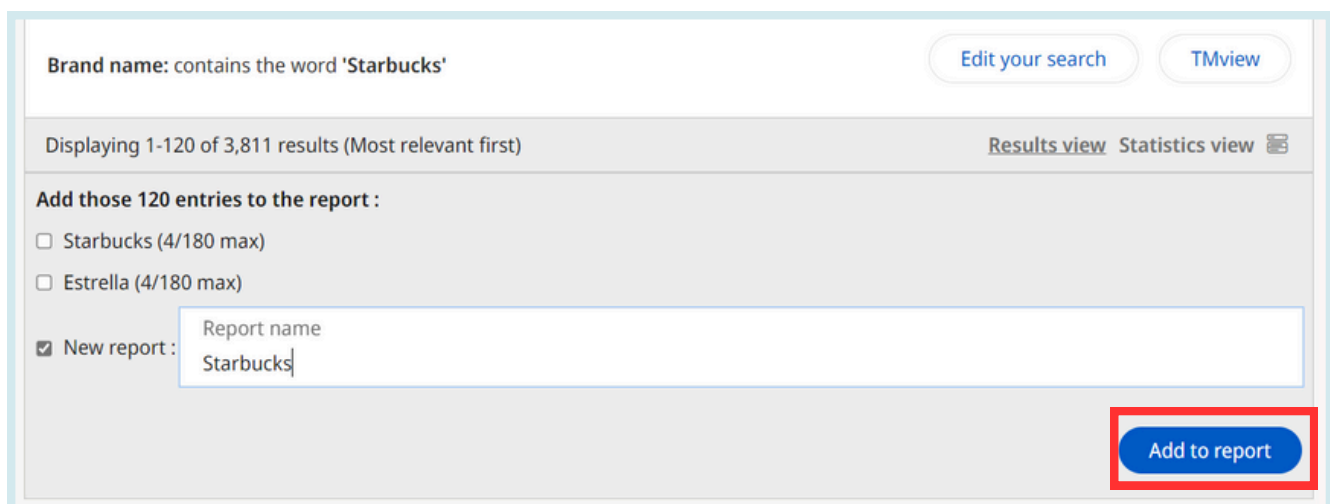 Brand name: contains the word 'Starbucks'
Edit your search
TMview
Displaying 1-120 of 3,811 results (Most relevant first)
Results view Statistics view
Add those 120 entries to the report :
Starbucks (4/180 max)
Estrella (4/180 max)
New report :
Report name
Starbucks
Add to report